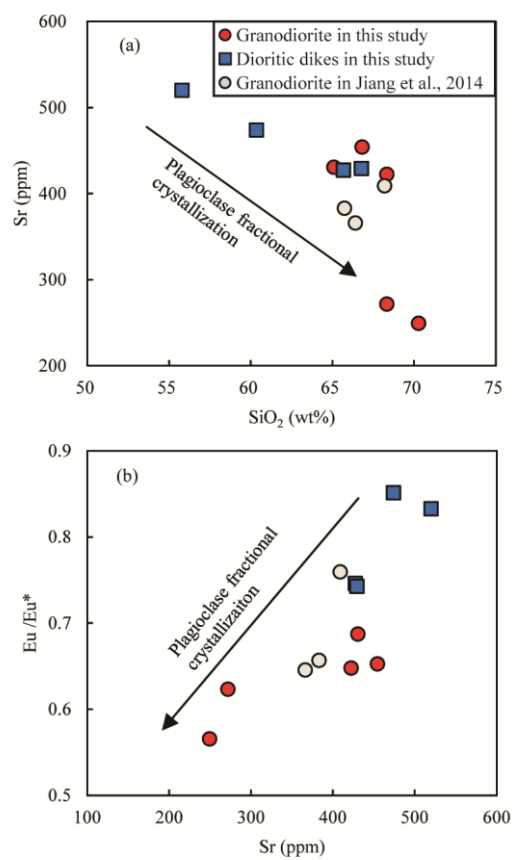 (a)
Granodiorite in this study
Dioritic dikes in this study
Granodiorite in Jiang et al., 2014
600
500
400
300
200
Sr (ppm)
Plagioclase fractional
crystallization
50 55 60 65 70 75
SiO₂ (wt%)
(b)
0.9
0.8
0.7
0.6
0.5
Eu /Eu*
Plagioclase fractional
crystallizaiton
100 200 300 400 500 600
Sr (ppm)